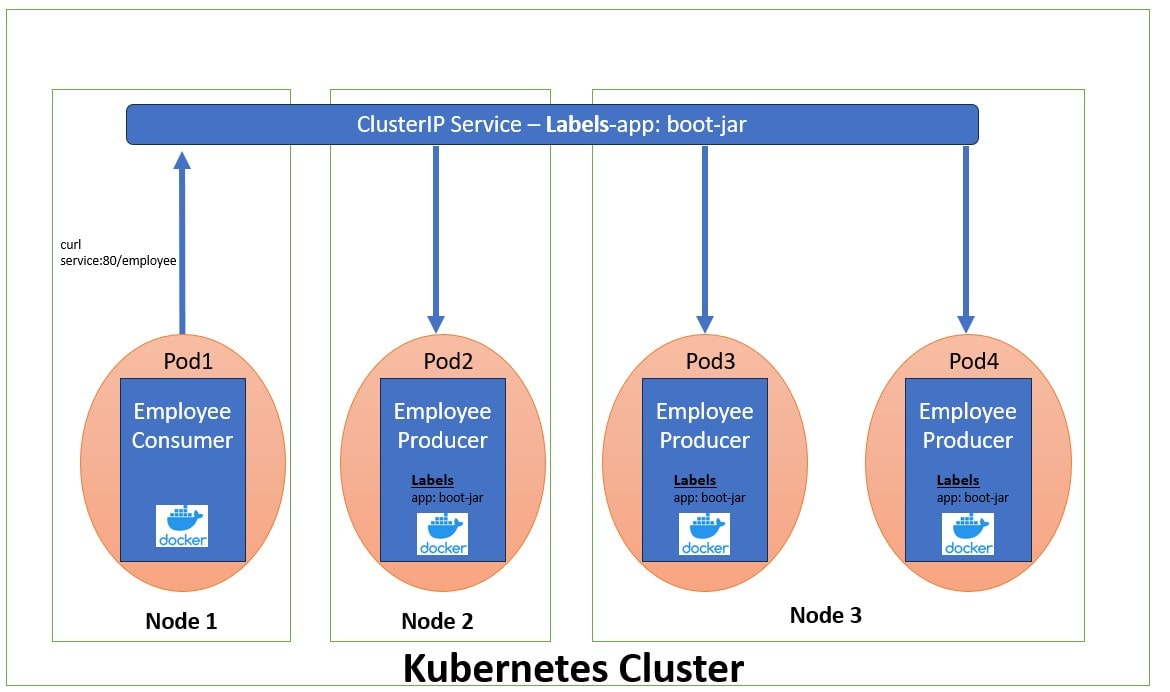 ClusterIP Service – Labels-app: boot-jar
curl
service:80/employee
Pod1
Employee
Consumer
docker
Node 1
Pod2
Employee
Producer
Labels
app: boot-jar
docker
Node 2
Pod3
Employee
Producer
Labels
app: boot-jar
docker
Pod4
Employee
Producer
Labels
app: boot-jar
docker
Node 3
Kubernetes Cluster